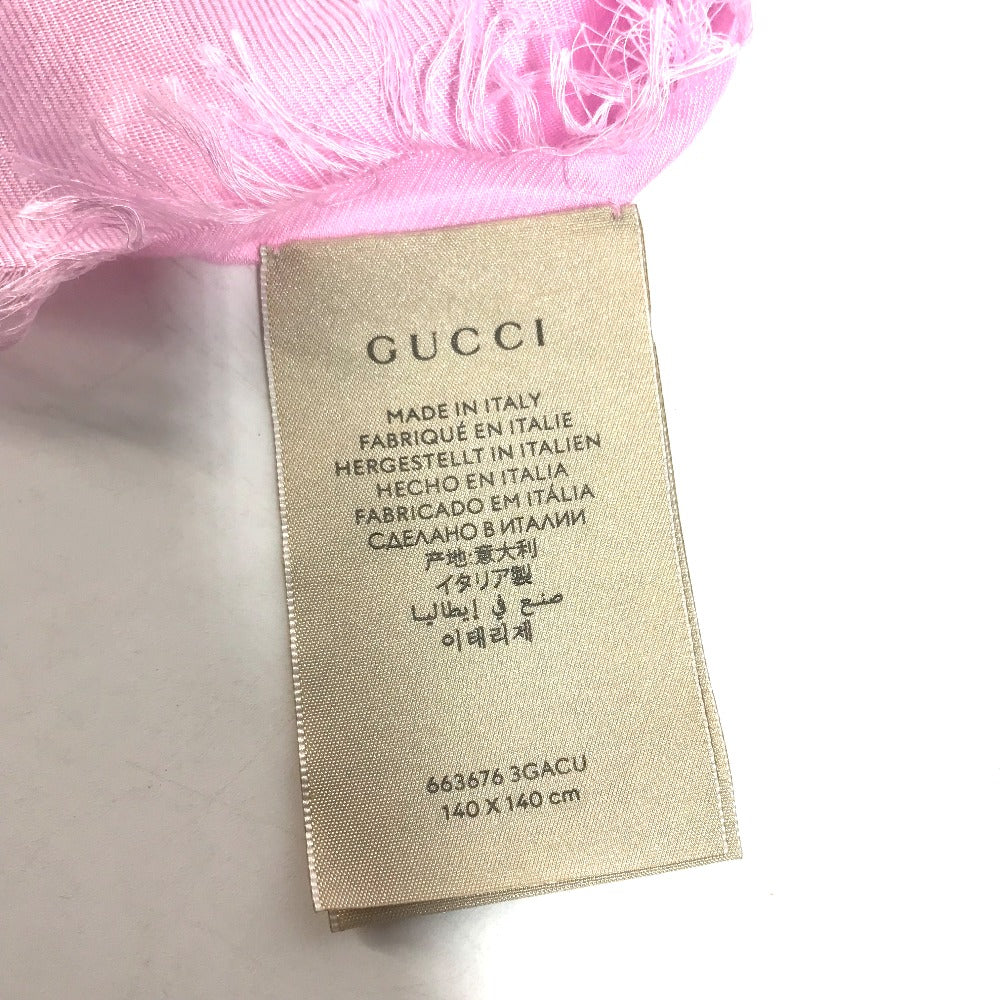 GUCCI
MADE IN ITALY
FABRIQUÉ EN ITALIE
HERGESTELLT IN ITALIEN
HECHO EN ITALIA
FABRICADO EM ITÁLIA
СДЕЛАНО В ИТАЛИИ
产地:意大利
イタリア製
صنع في إيطاليا
이태리제
663676 3GACU
140 X 140 cm